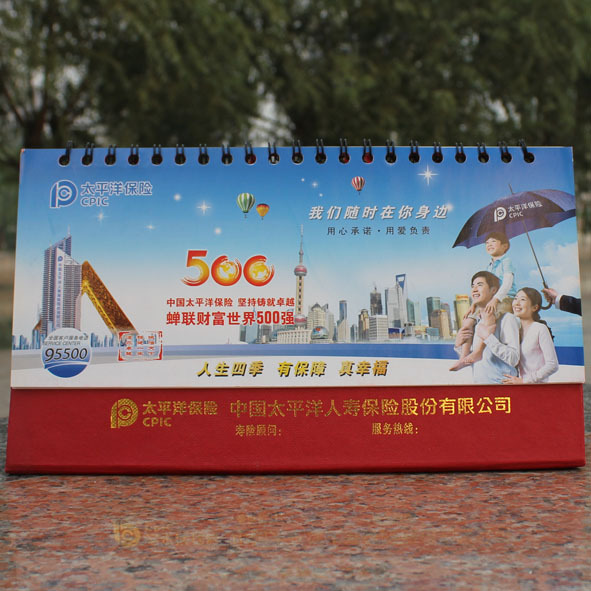 太平洋保险
CPIC
我们随时在你身边
用心承诺·用爱负责
太平洋保险
CPIC
500
中国太平洋保险 坚持铸就卓越
蝉联财富世界500强
SERVICE CENTER
95500
人生四季 有保障 真幸福
太平洋保险
CPIC
中国太平洋人寿保险股份有限公司
寿险顾问:
服务热线: